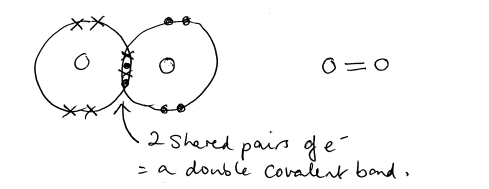 O O
O = O
2 Shared pairs of e⁻
= a double covalent bond.